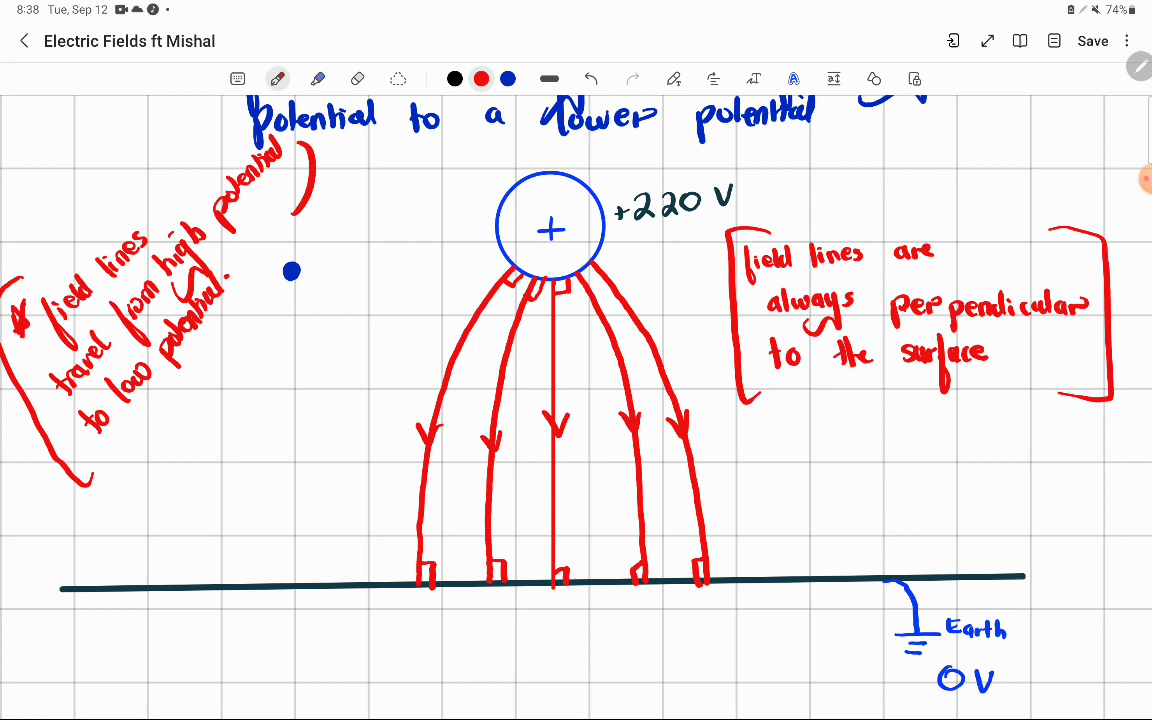 8:38 Tue, Sep 12
74%
Electric Fields ft Mishal
Save
potential to a lower potential
* field lines
travel from high potential
to low potential.
+
+220 V
field lines are
always perpendicular
to the surface
Earth
0V